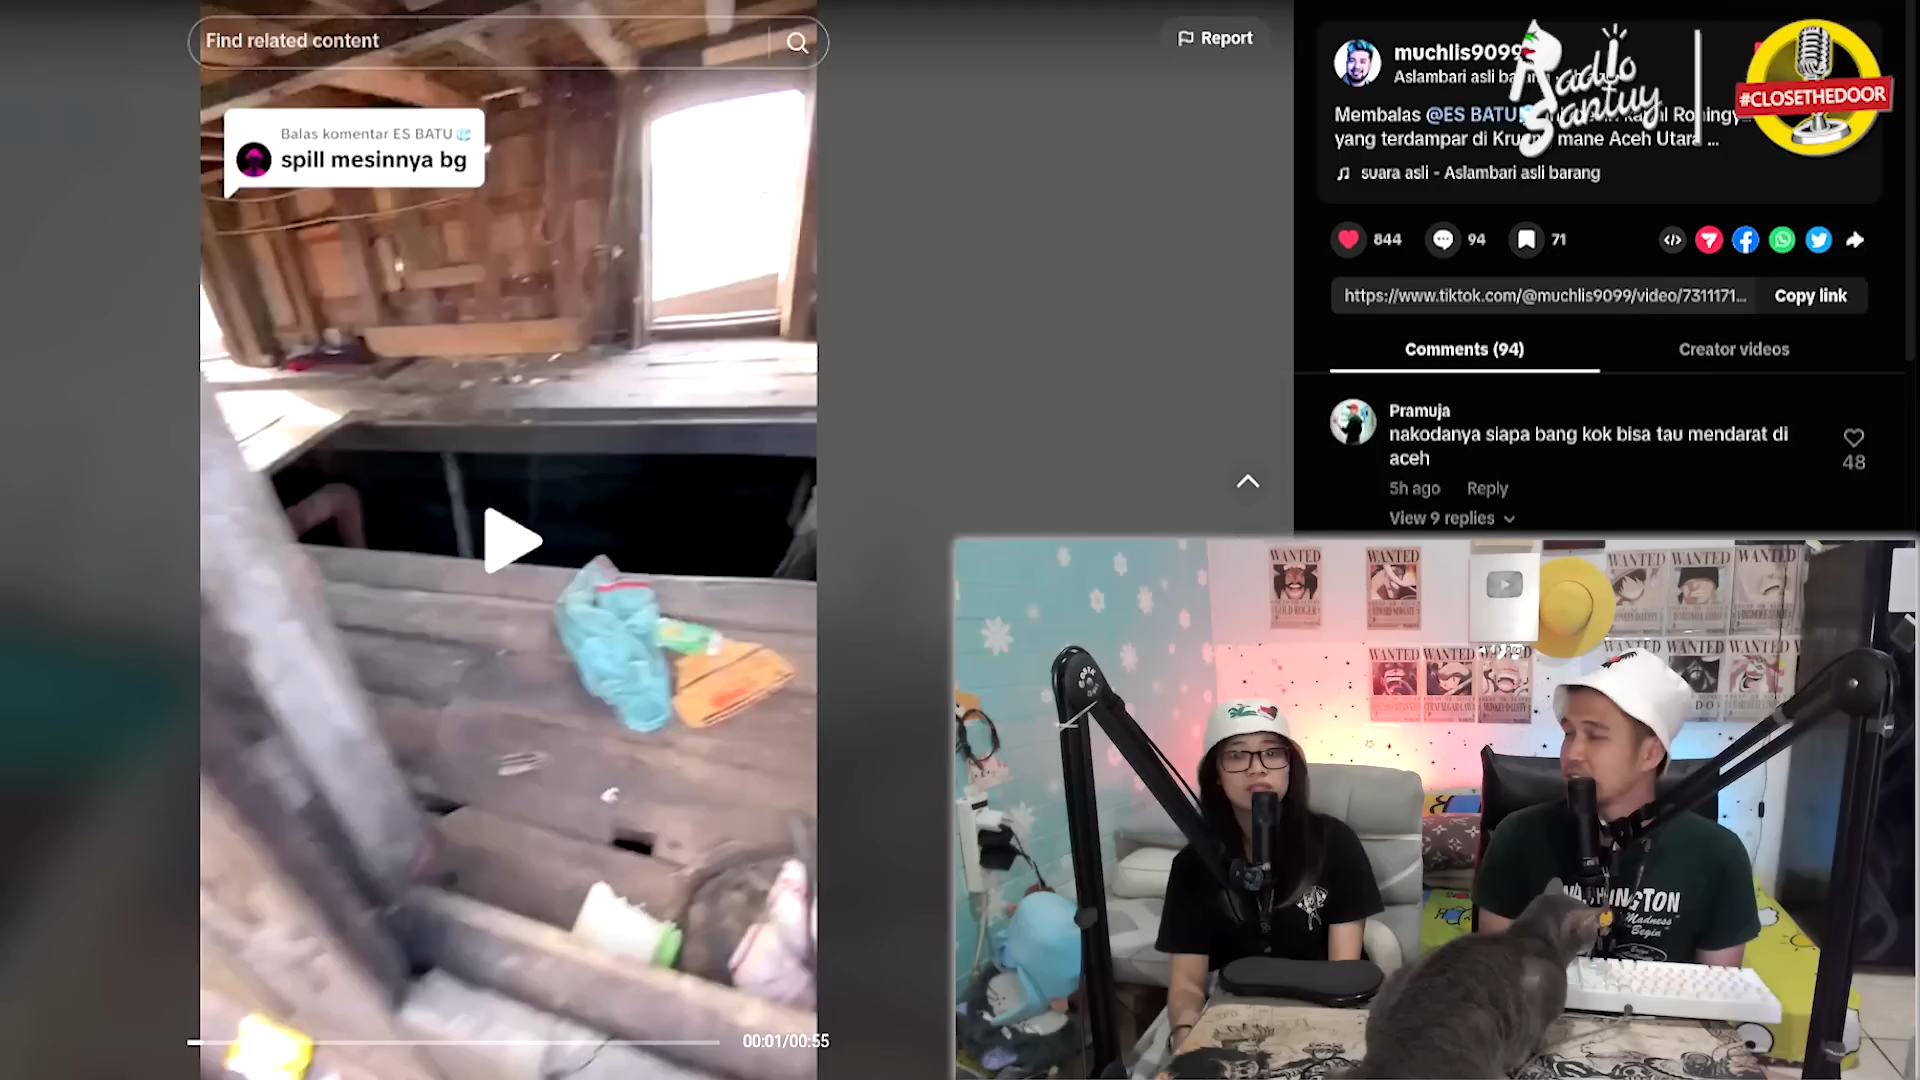 Find related content
Report
Balas komentar ES BATU
spill mesinnya bg
00:01/00:55
muchlis9099
Aslambari asli
Membalas @ES BATU
yang terdampar di mane Aceh Utara ...
suara asli - Aslambari asli barang
Radio Santuy
#CLOSETHEDOOR
844
94
71
https://www.tiktok.com/@muchlis9099/video/7311171...
Copy link
Comments (94)
Creator videos
Pramuja
nakodanya siapa bang kok bisa tau mendarat di
aceh
48
5h ago Reply
View 9 replies
WANTED
WANTED
GOLD ROGER
WANTED
WANTED
WANTED
WANTED
WANTED
WANTED
WANTED
Madness
Begin